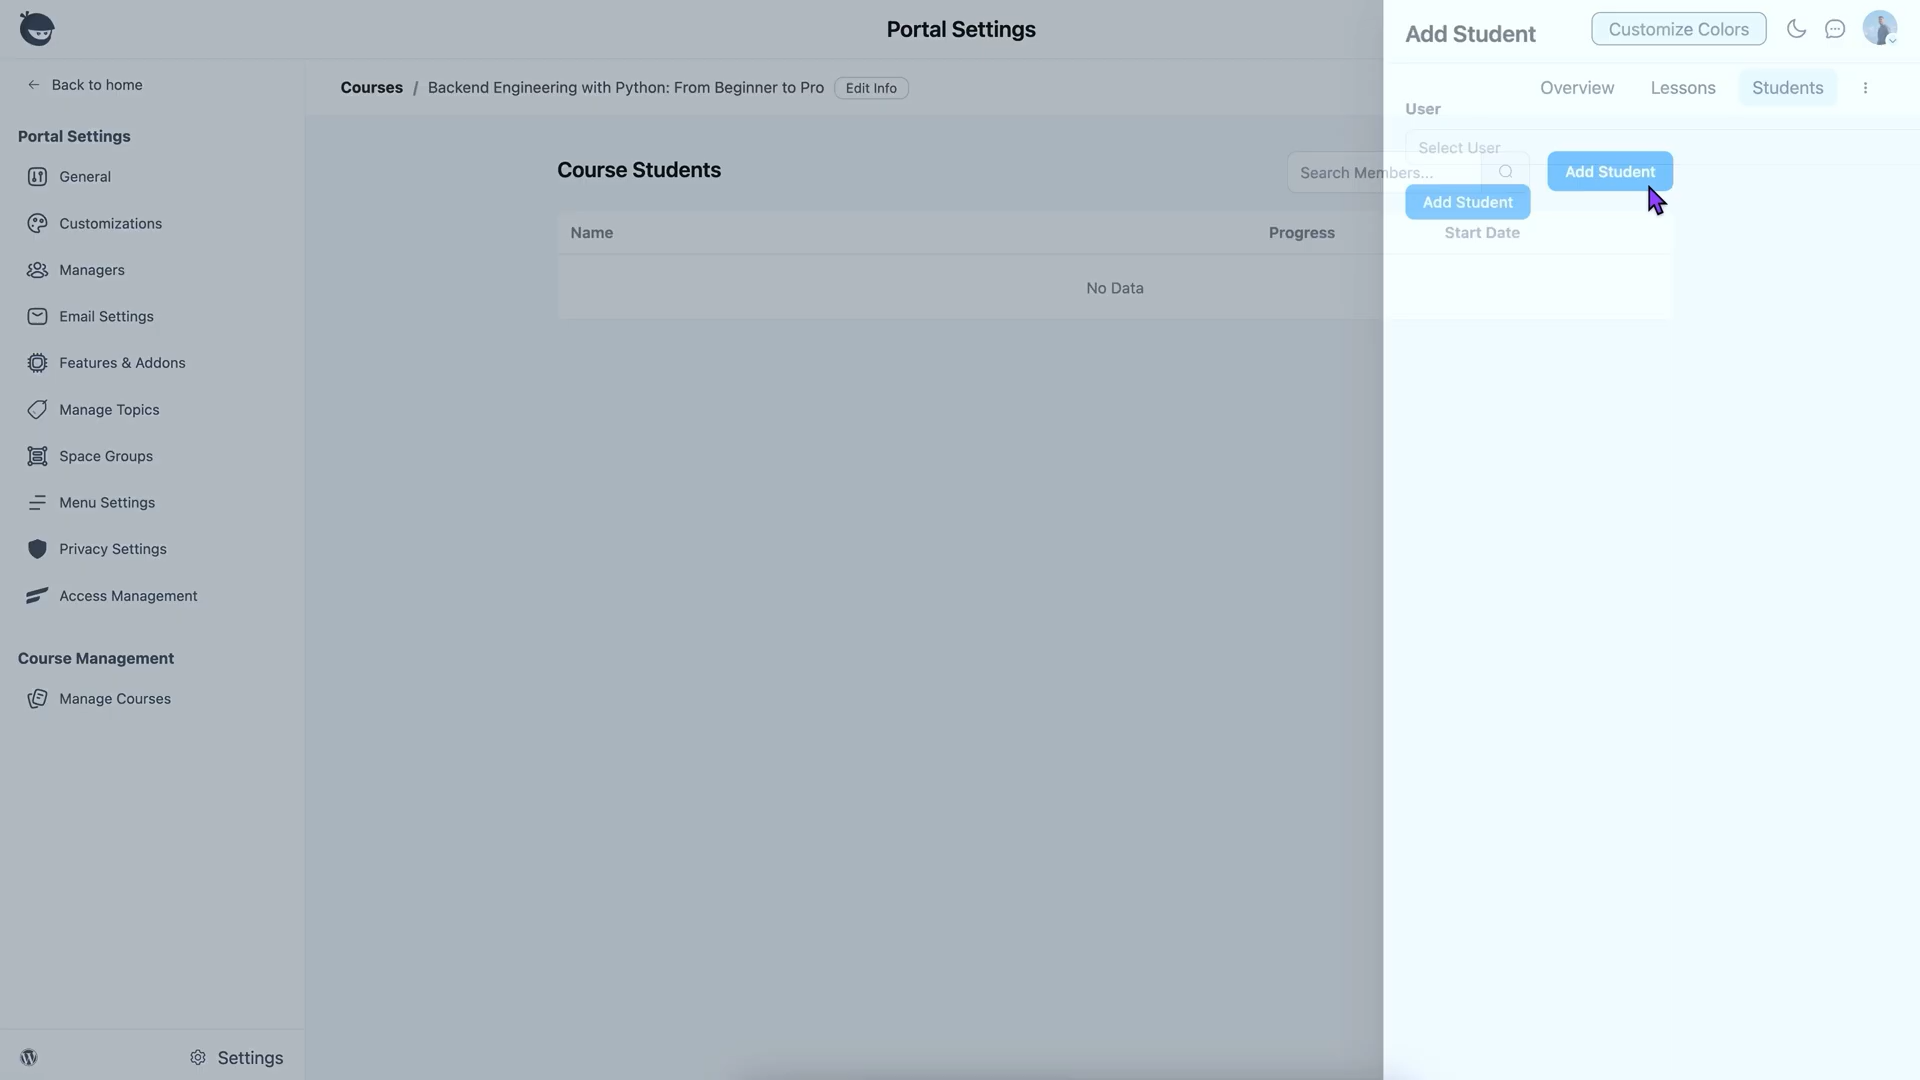 Portal Settings
Add Student
Customize Colors
Back to home
Courses / Backend Engineering with Python: From Beginner to Pro Edit Info
Overview Lessons Students
User
Portal Settings
General
Customizations
Managers
Email Settings
Features & Addons
Manage Topics
Space Groups
Menu Settings
Privacy Settings
Access Management
Course Management
Manage Courses
Settings
Course Students
Select User
Search Members...
Add Student
Add Student
Name Progress Start Date
No Data